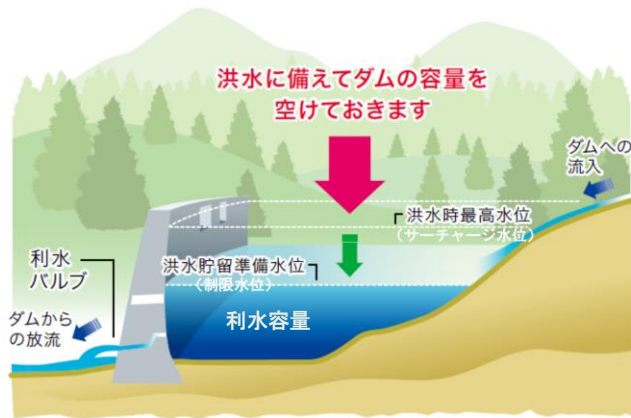 洪水に備えてダムの容量を
空けておきます
ダムへの
流入
洪水時最高水位
(サーチャージ水位)
利水
バルブ
洪水貯留準備水位
(制限水位)
ダムから
の放流
利水容量